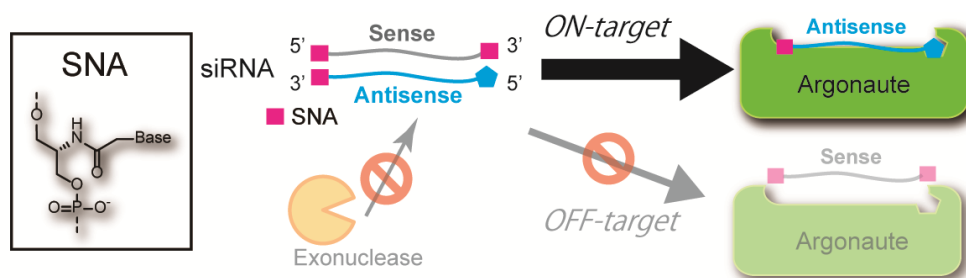 SNA
O
N
H
O
Base
O
O=P-O-
siRNA
5’ Sense 3’
3’ Antisense 5’
SNA
Exonuclease
ON-target
OFF-target
Antisense
Argonaute
Sense
Argonaute